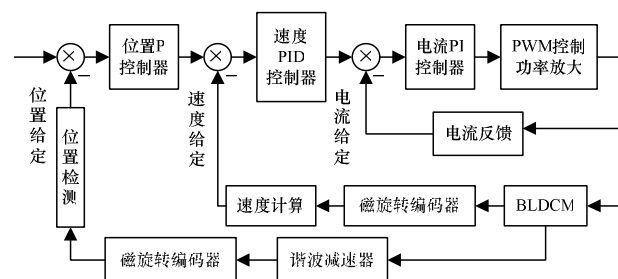 位置P
控制器
速度
PID
控制器
电流PI
控制器
PWM控制
功率放大
位置给定
位置检测
速度给定
电流给定
电流反馈
速度计算
磁旋转编码器
BLDCM
磁旋转编码器
谐波减速器